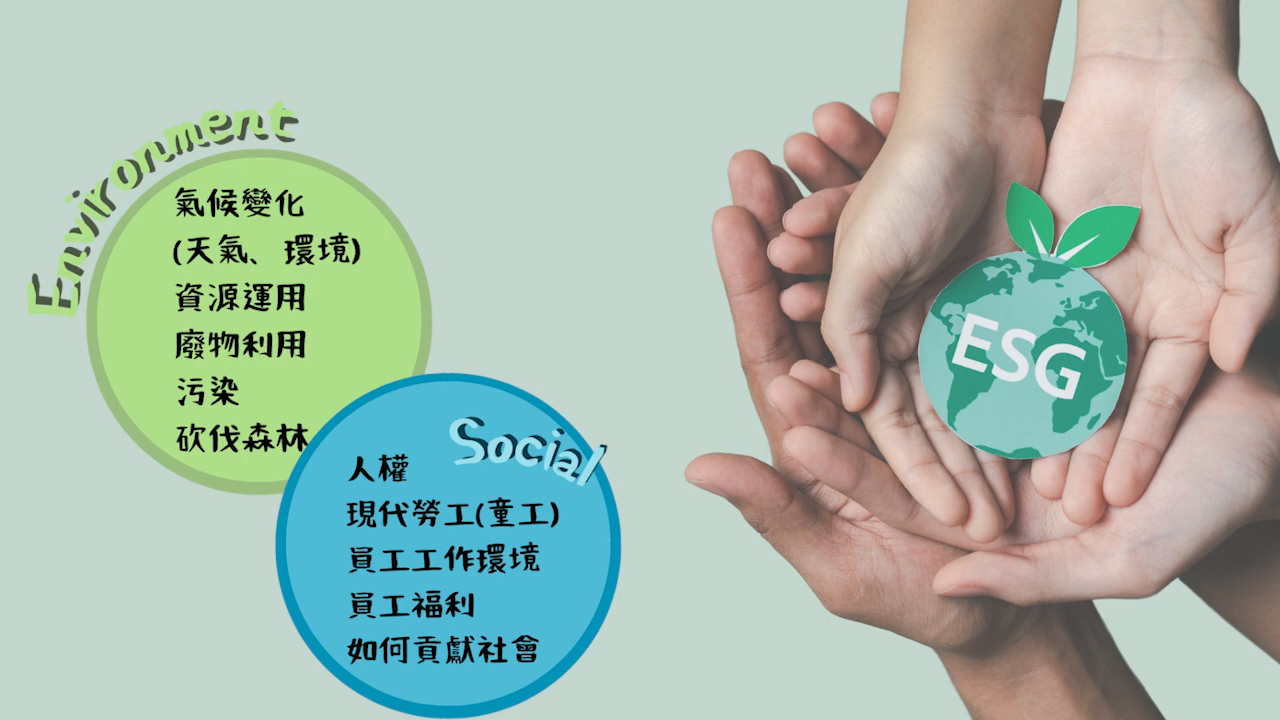 Environment
氣候變化
(天氣、環境)
資源運用
廢物利用
污染
砍伐森林
Social
人權
現代勞工(童工)
員工工作環境
員工福利
如何貢獻社會
ESG